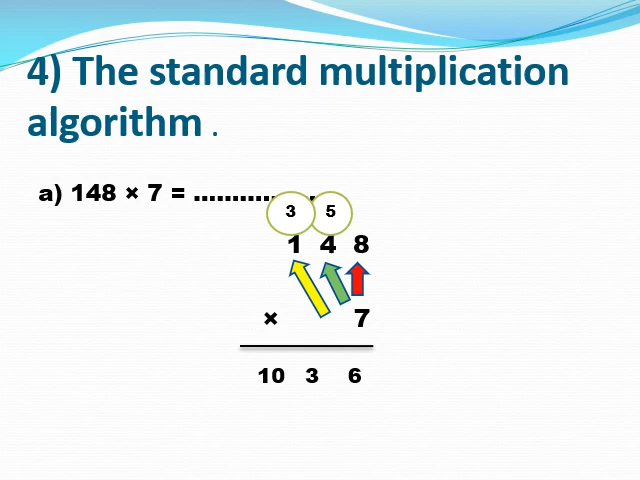 4) The standard multiplication
algorithm .
a) 148 × 7 = ................
3 5
1 4 8
× 7
10 3 6